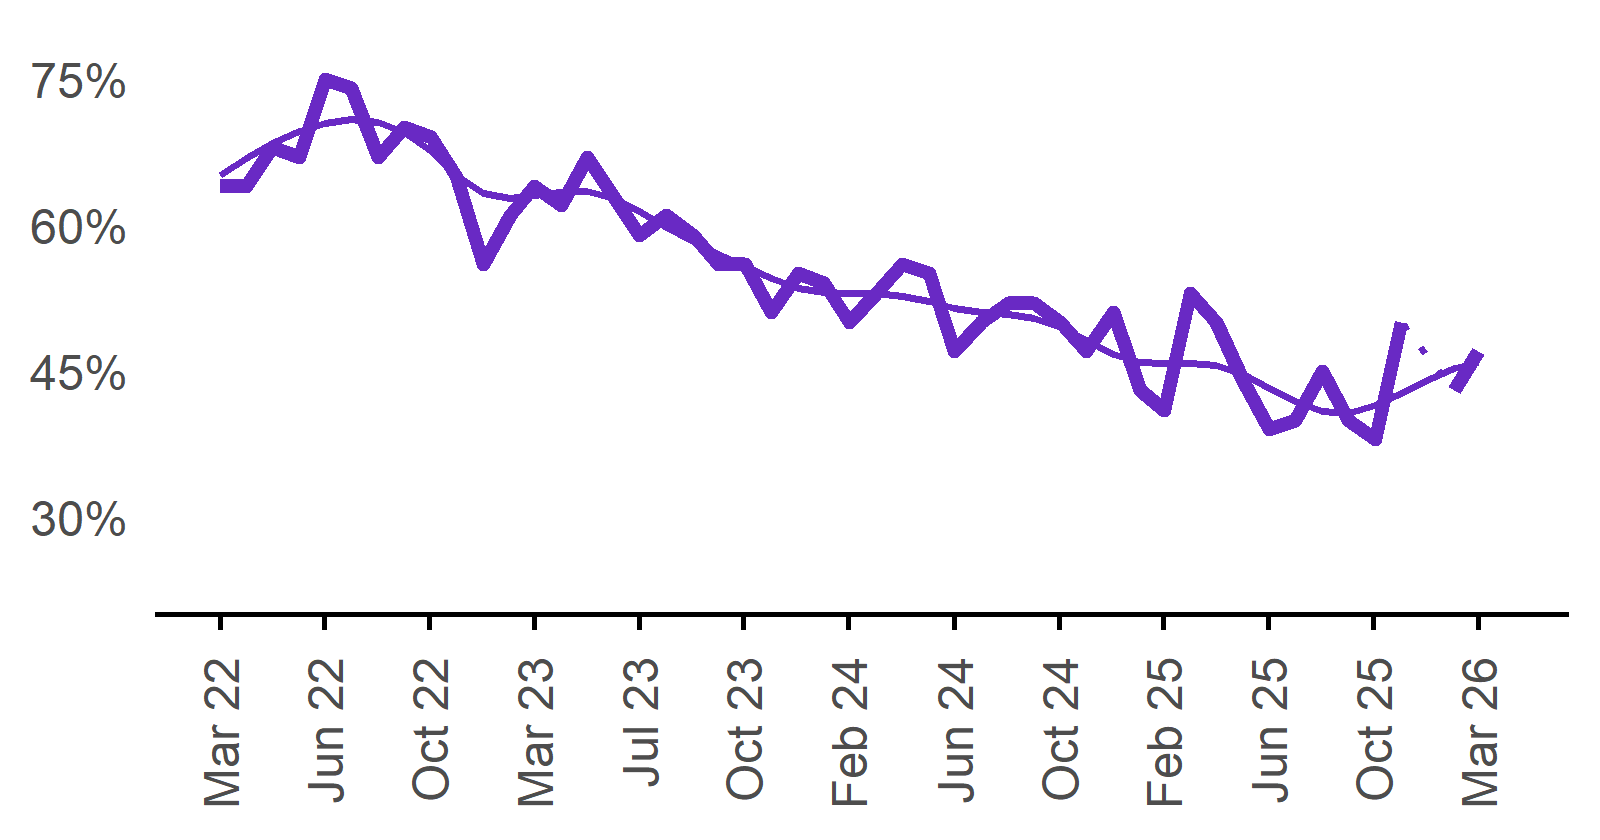 75%
60%
45%
30%
Mar 22
Jun 22
Oct 22
Mar 23
Jul 23
Oct 23
Feb 24
Jun 24
Oct 24
Feb 25
Jun 25
Oct 25
Mar 26